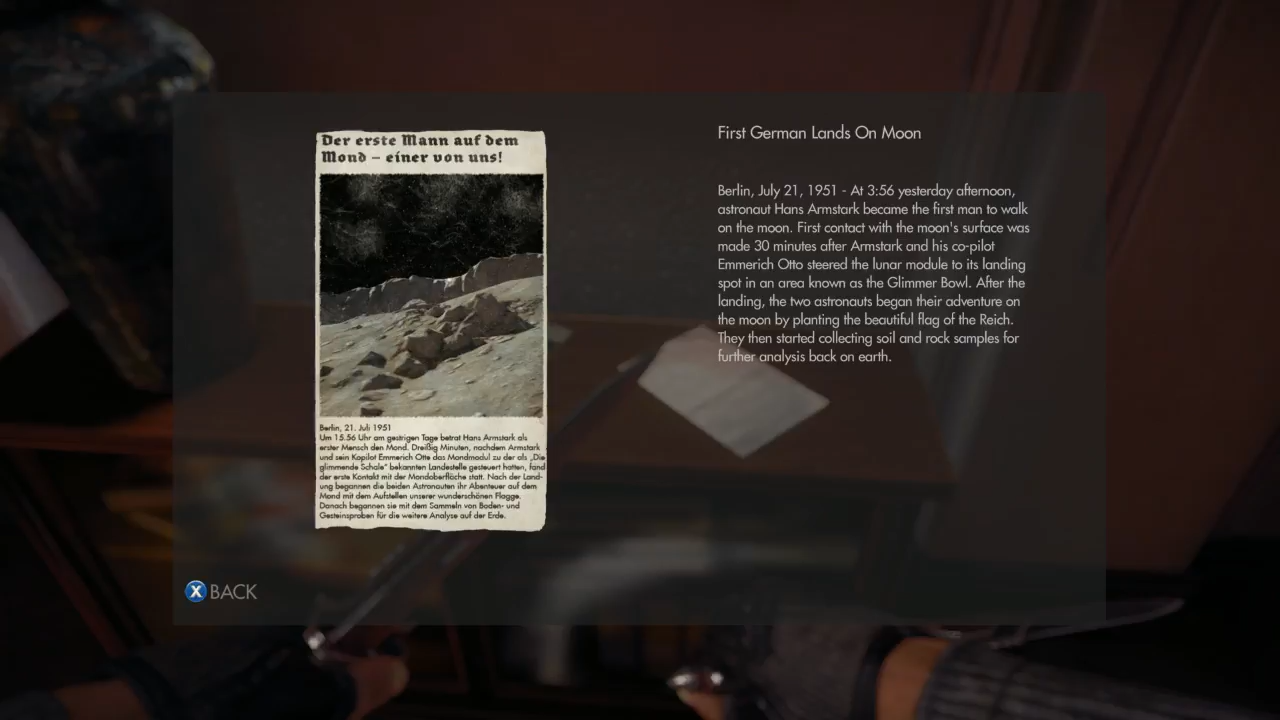 Der erste Mann auf dem
Mond – einer von uns!
Berlin, 21. Juli 1951
Um 15.56 Uhr am gestrigen Tage betrat Hans Armstark als
erster Mensch den Mond. Dreißig Minuten, nachdem Armstark
und sein Kopilot Emmerich Otto das Mondmodul zu der als „Die
glimmende Schale“ bekannten Landestelle gesteuert hatten, fand
der erste Kontakt mit der Mondoberfläche statt. Nach der Land-
ung begannen die beiden Astronauten ihr Abenteuer auf dem
Mond mit dem Aufstellen unserer wunderschönen Flagge.
Danach begannen sie mit dem Sammeln von Boden- und
Gesteinsproben für die weitere Analyse auf der Erde.
First German Lands On Moon
Berlin, July 21, 1951 - At 3:56 yesterday afternoon,
astronaut Hans Armstark became the first man to walk
on the moon. First contact with the moon's surface was
made 30 minutes after Armstark and his co-pilot
Emmerich Otto steered the lunar module to its landing
spot in an area known as the Glimmer Bowl. After the
landing, the two astronauts began their adventure on
the moon by planting the beautiful flag of the Reich.
They then started collecting soil and rock samples for
further analysis back on earth.
X BACK